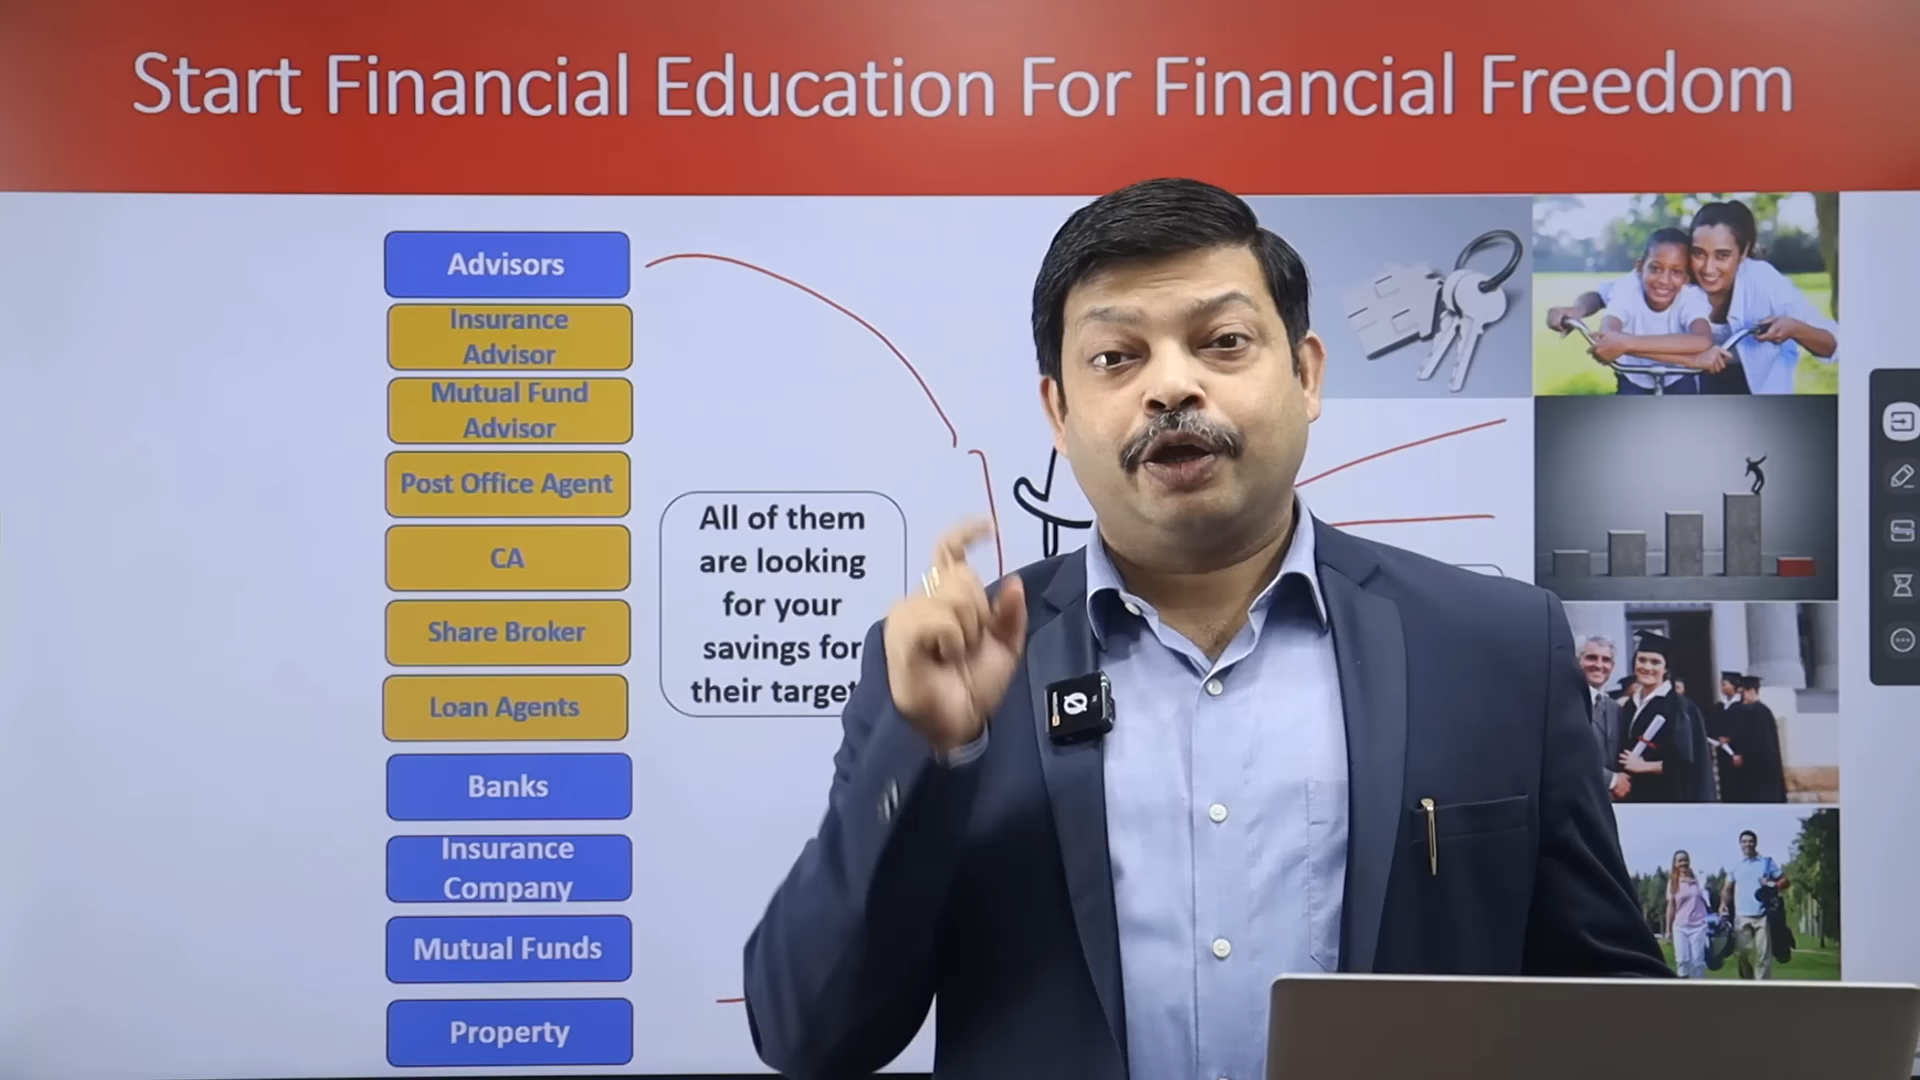 Start Financial Education For Financial Freedom
Advisors
Insurance
Advisor
Mutual Fund
Advisor
Post Office Agent
CA
Share Broker
Loan Agents
Banks
Insurance
Company
Mutual Funds
Property
All of them
are looking
for your
savings for
their target